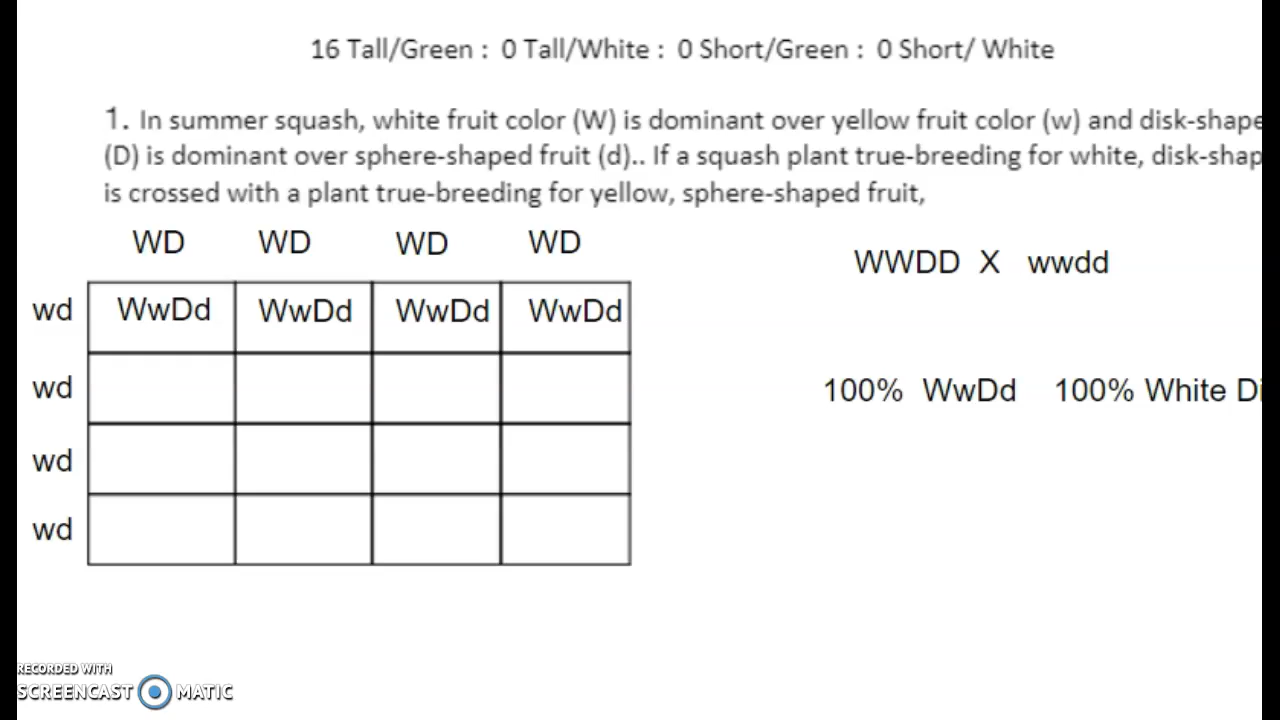 16 Tall/Green : 0 Tall/White : 0 Short/Green : 0 Short/ White
1. In summer squash, white fruit color (W) is dominant over yellow fruit color (w) and disk-shape
(D) is dominant over sphere-shaped fruit (d).. If a squash plant true-breeding for white, disk-shap
is crossed with a plant true-breeding for yellow, sphere-shaped fruit,
WD WD WD WD
WWDD X wwdd
wd WwDd WwDd WwDd WwDd
wd
100% WwDd 100% White Di
wd
wd
RECORDED WITH
SCREENCAST MATIC